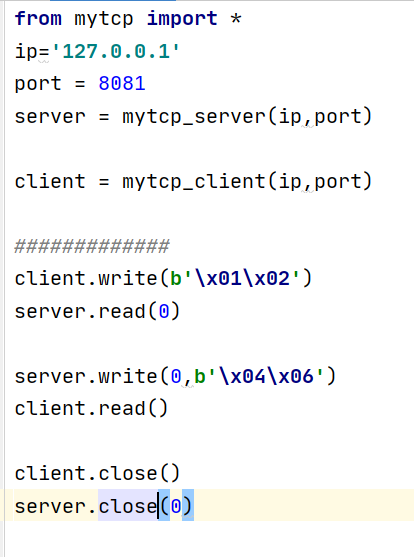 from mytcp import *
ip='127.0.0.1'
port = 8081
server = mytcp_server(ip,port)
client = mytcp_client(ip,port)
#############
client.write(b'\x01\x02')
server.read(0)
server.write(0,b'\x04\x06')
client.read()
client.close()
server.close(0)